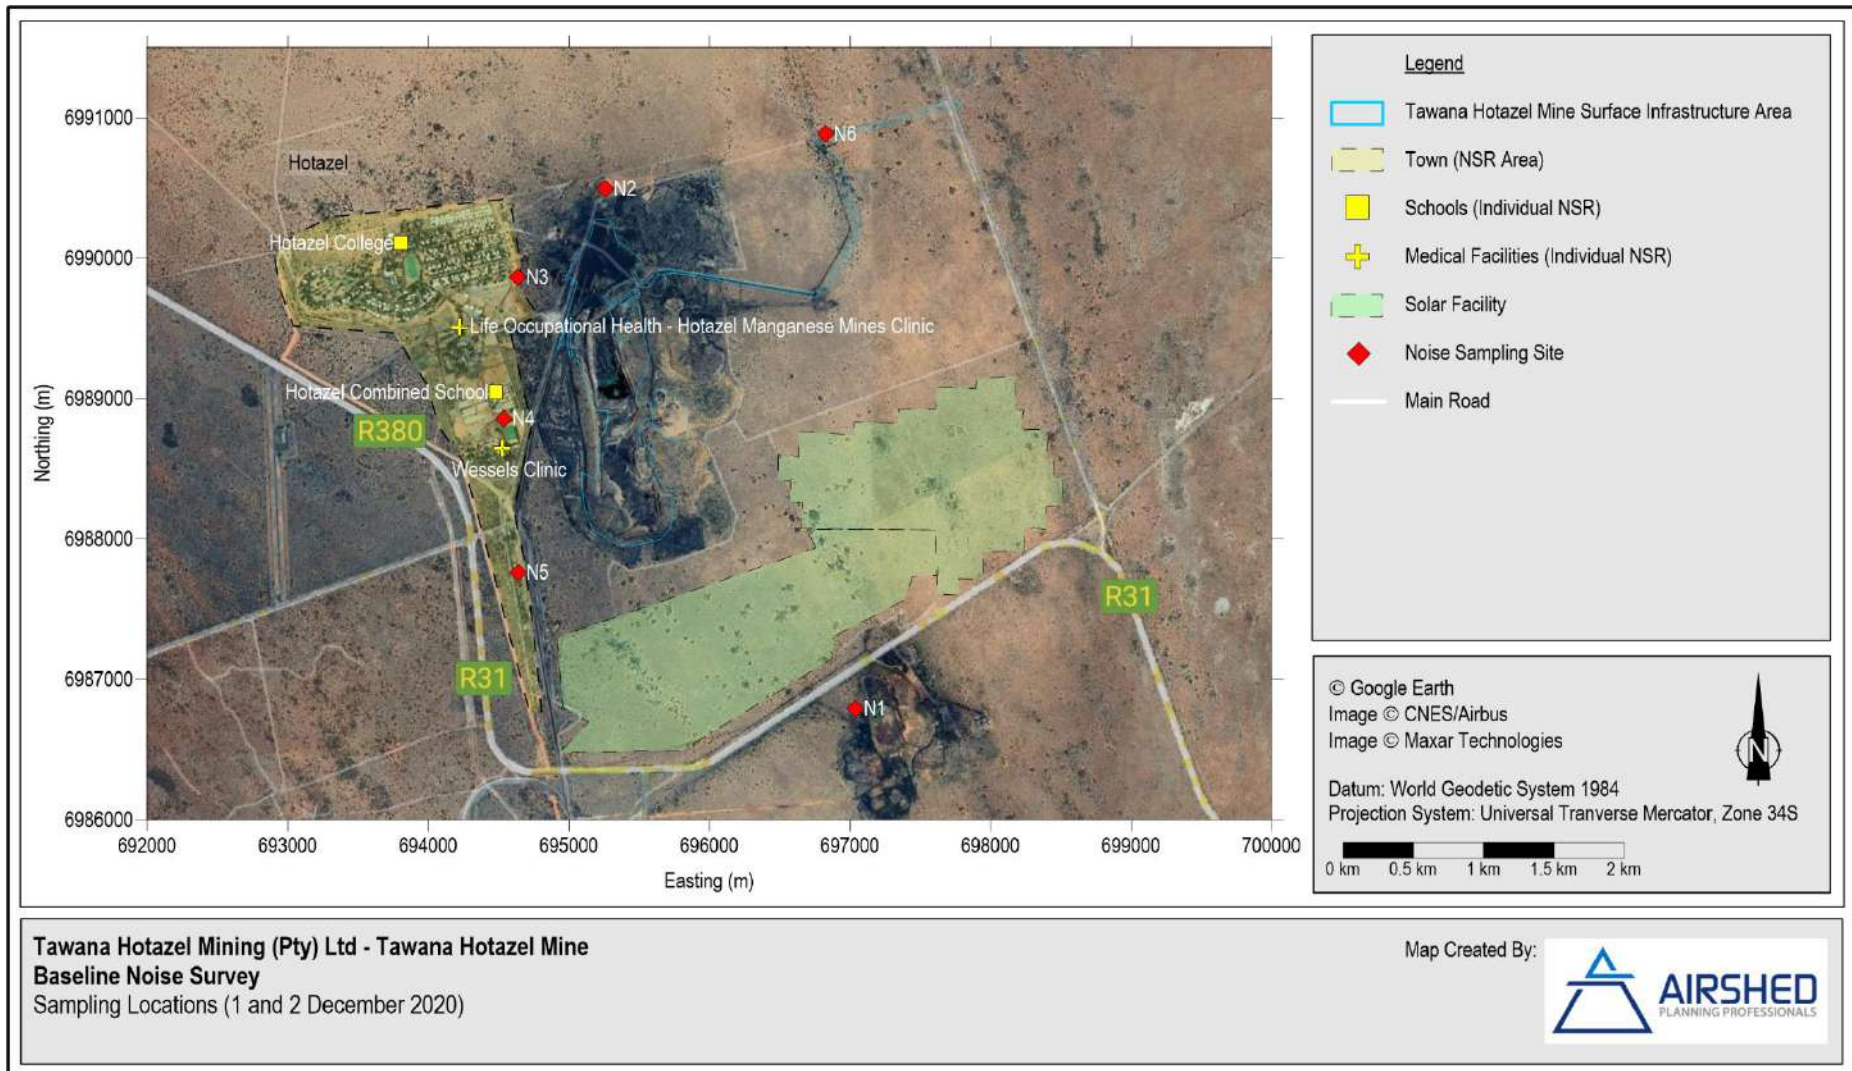 6991000
6990000
6989000
6988000
6987000
6986000
Northing (m)
692000
693000
694000
695000
696000
697000
698000
699000
700000
Easting (m)
Hotazel
N6
N2
Hotazel College
N3
Life Occupational Health - Hotazel Manganese Mines Clinic
Hotazel Combined School
N4
R380
Wessels Clinic
N5
R31
R31
N1
Legend
Tawana Hotazel Mine Surface Infrastructure Area
Town (NSR Area)
Schools (Individual NSR)
Medical Facilities (Individual NSR)
Solar Facility
Noise Sampling Site
Main Road
© Google Earth
Image © CNES/Airbus
Image © Maxar Technologies
N
Datum: World Geodetic System 1984
Projection System: Universal Tranverse Mercator, Zone 34S
0 km 0.5 km 1 km 1.5 km 2 km
Tawana Hotazel Mining (Pty) Ltd - Tawana Hotazel Mine
Baseline Noise Survey
Sampling Locations (1 and 2 December 2020)
Map Created By:
AIRSHED
PLANNING PROFESSIONALS